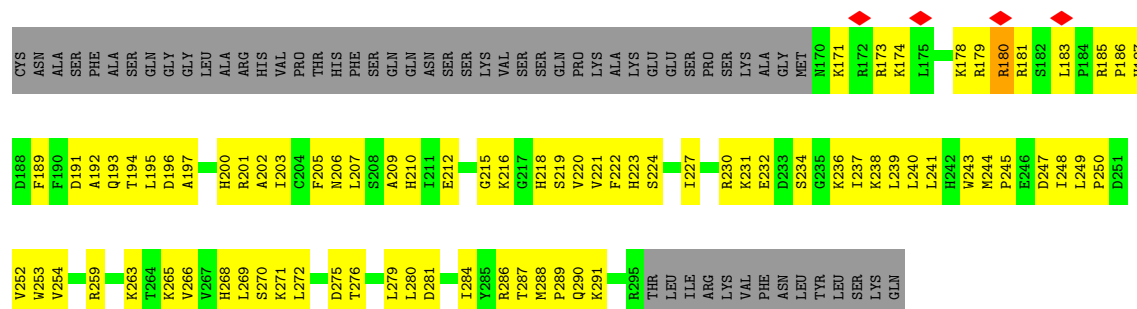 CYS ASN ALA SER PHE ALA SER GLN GLY GLY LEU ALA ARG HIS VAL PRO THR HIS PHE SER GLN GLN ASN SER SER LYS VAL SER SER GLN PRO LYS ALA LYS GLU GLU SER PRO SER LYS ALA GLY MET N170 K171 R172 R173 K174 L175 K178 R179 R180 R181 S182 L183 P184 R185 P186
D188 F189 F190 D191 A192 Q193 T194 L195 D196 A197 H200 R201 A202 I203 C204 F205 N206 L207 S208 A209 H210 I211 E212 G215 K216 G217 H218 S219 V220 V221 F222 H223 S224 I227 R230 K231 E232 D233 S234 G235 K236 I237 K238 L239 L240 L241 H242 W243 M244 P245 E246 D247 I248 L249 P250 D251
V252 W253 V254 R259 K263 T264 K265 V266 V267 H268 L269 S270 K271 L272 D275 T276 L279 L280 D281 I284 Y285 R286 T287 M288 P289 Q290 K291 R295 THR LEU ILE ARG LYS VAL PHE ASN LEU TYR LEU SER LYS GLN